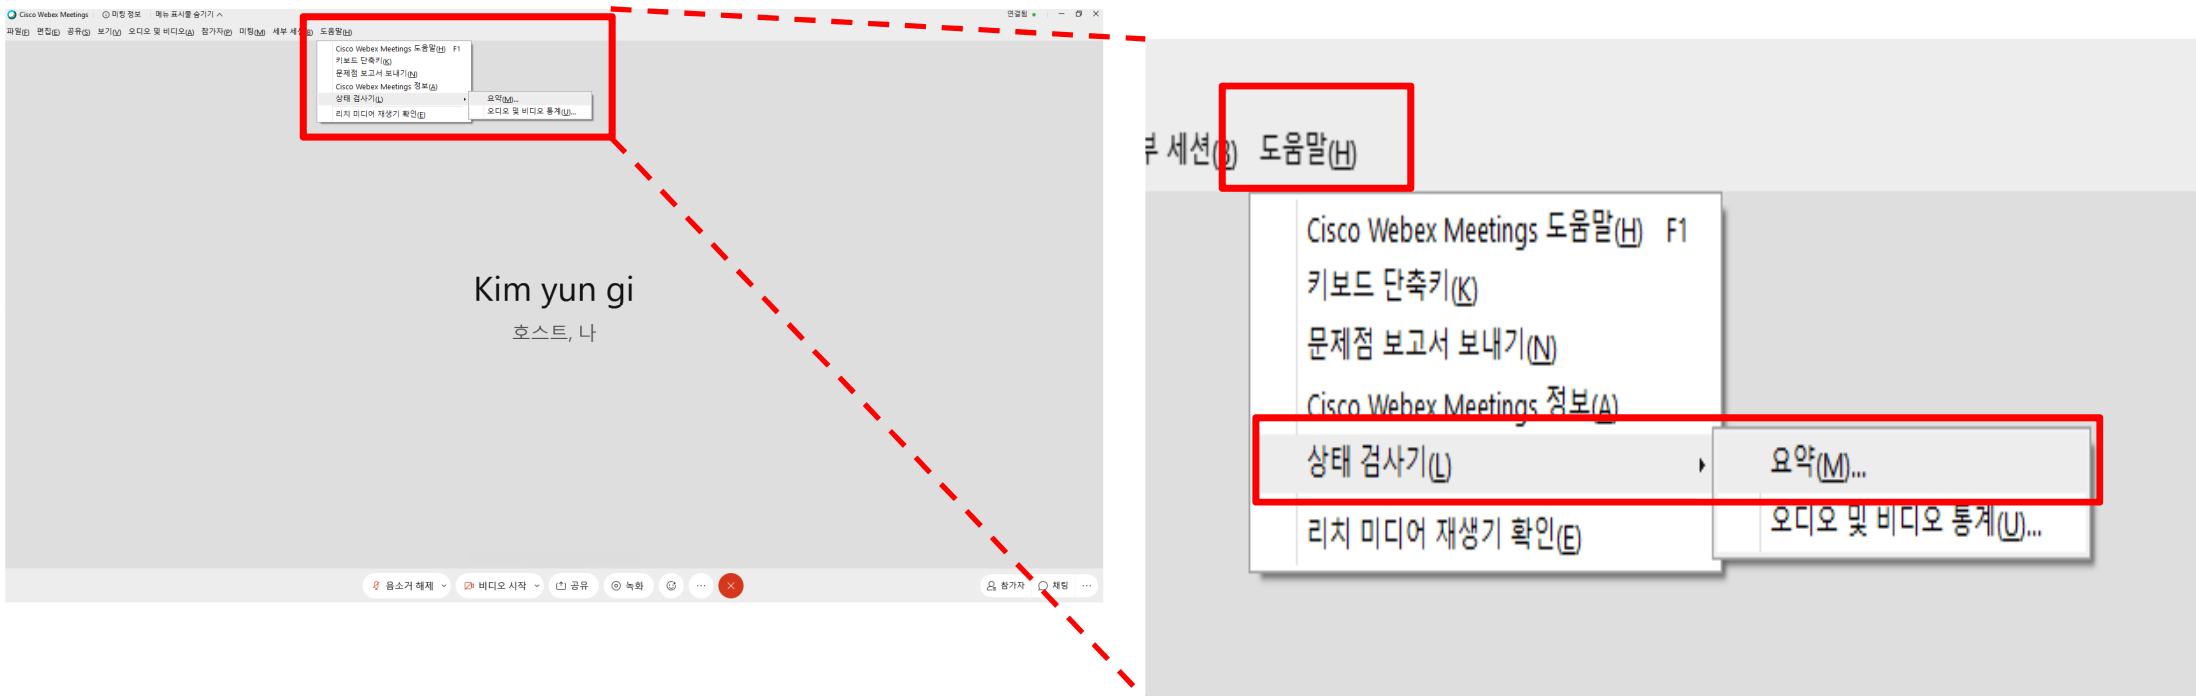 Cisco Webex Meetings 미팅 정보 메뉴 표시줄 숨기기 연결됨
파일(F) 편집(E) 공유(S) 보기(V) 오디오 및 비디오(A) 참가자(P) 미팅(M) 세부 세션(B) 도움말(H)
Cisco Webex Meetings 도움말(H) F1
키보드 단축키(K)
문제점 보고서 보내기(N)
Cisco Webex Meetings 정보(A)
상태 검사기(L) 요약(M)...
오디오 및 비디오 통계(U)...
리치 미디어 재생기 확인(E)
Kim yun gi
호스트, 나
음소거 해제 비디오 시작 공유 녹화 참가자 채팅
부 세션(B) 도움말(H)
Cisco Webex Meetings 도움말(H) F1
키보드 단축키(K)
문제점 보고서 보내기(N)
Cisco Webex Meetings 정보(A)
상태 검사기(L) 요약(M)...
오디오 및 비디오 통계(U)...
리치 미디어 재생기 확인(E)